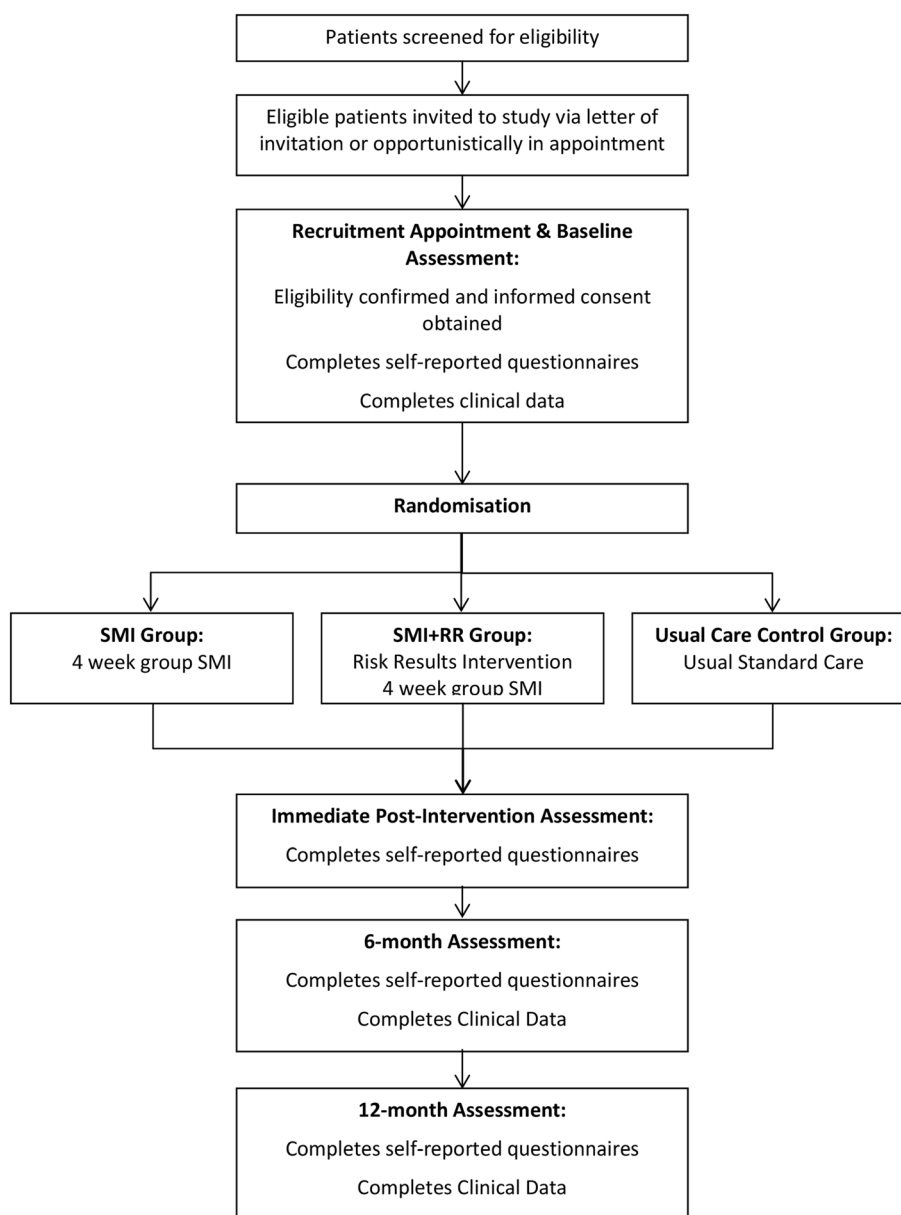 Patients screened for eligibility
Eligible patients invited to study via letter of
invitation or opportunistically in appointment
Recruitment Appointment & Baseline
Assessment:
Eligibility confirmed and informed consent
obtained
Completes self-reported questionnaires
Completes clinical data
Randomisation
SMI Group:
4 week group SMI
SMI+RR Group:
Risk Results Intervention
4 week group SMI
Usual Care Control Group:
Usual Standard Care
Immediate Post-Intervention Assessment:
Completes self-reported questionnaires
6-month Assessment:
Completes self-reported questionnaires
Completes Clinical Data
12-month Assessment:
Completes self-reported questionnaires
Completes Clinical Data